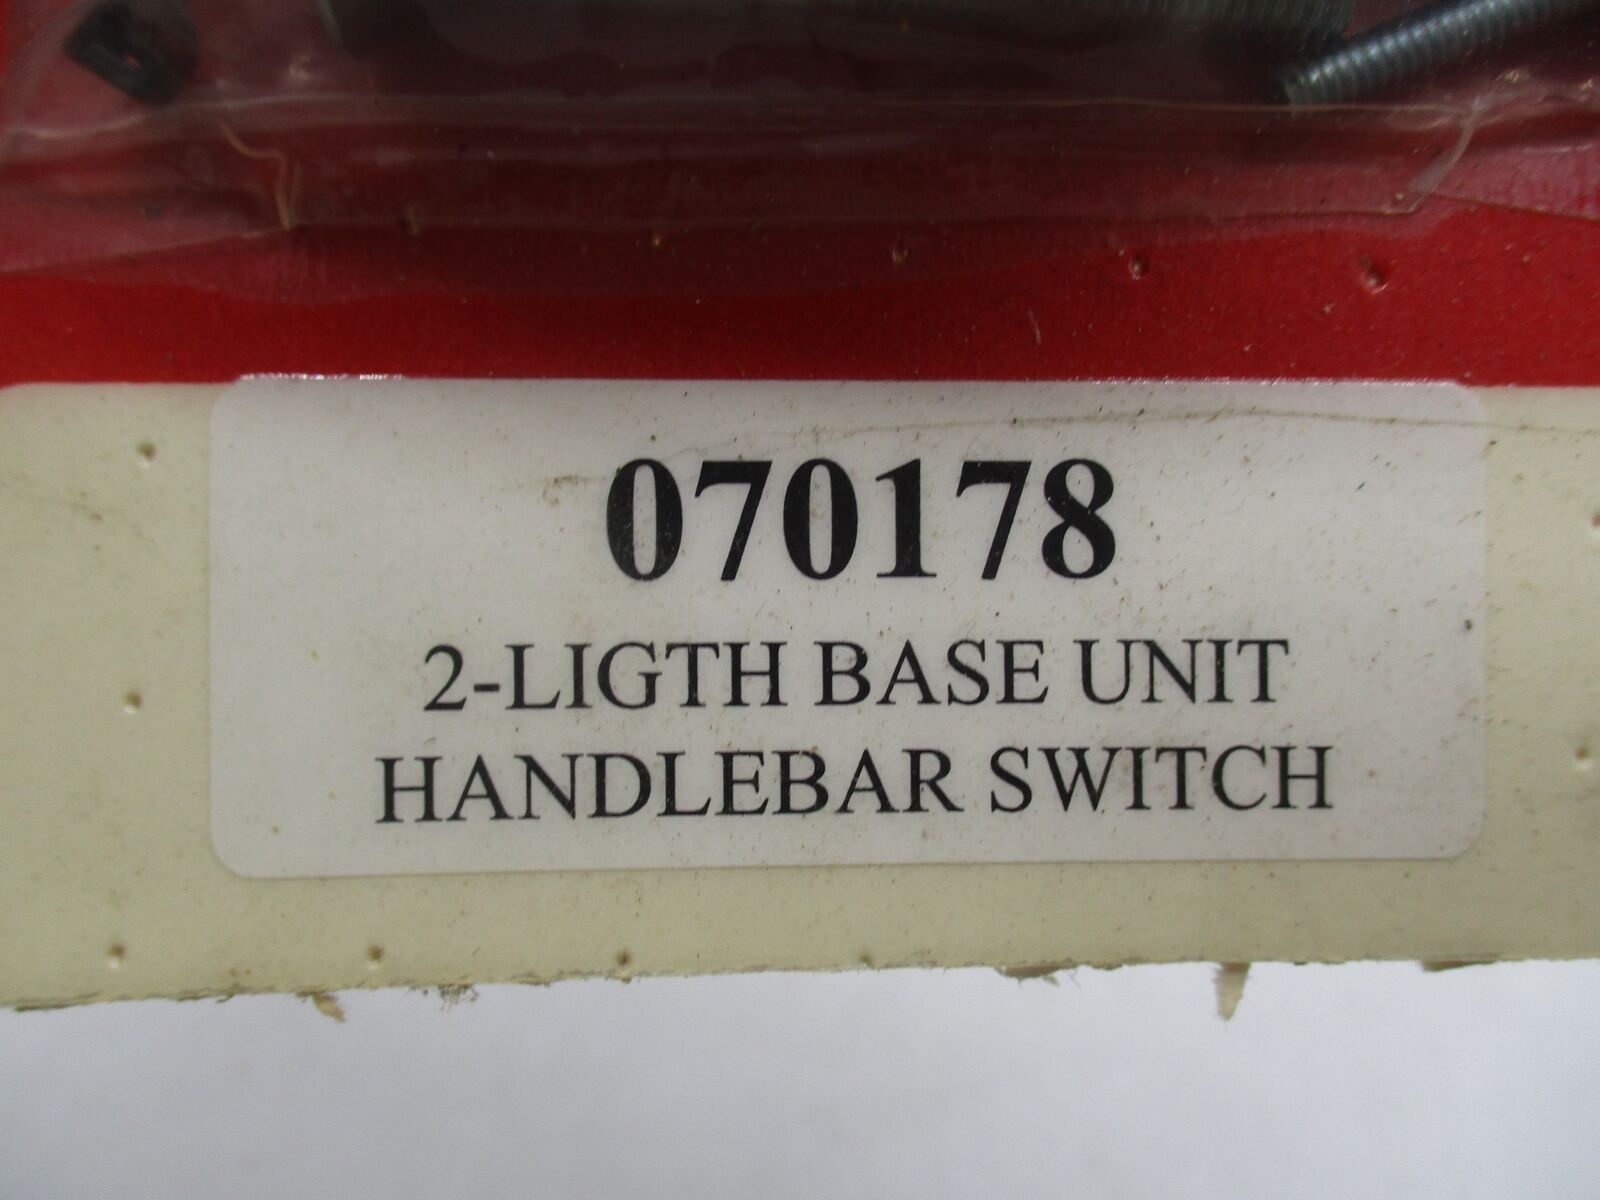 070178
2-LIGTH BASE UNIT
HANDLEBAR SWITCH